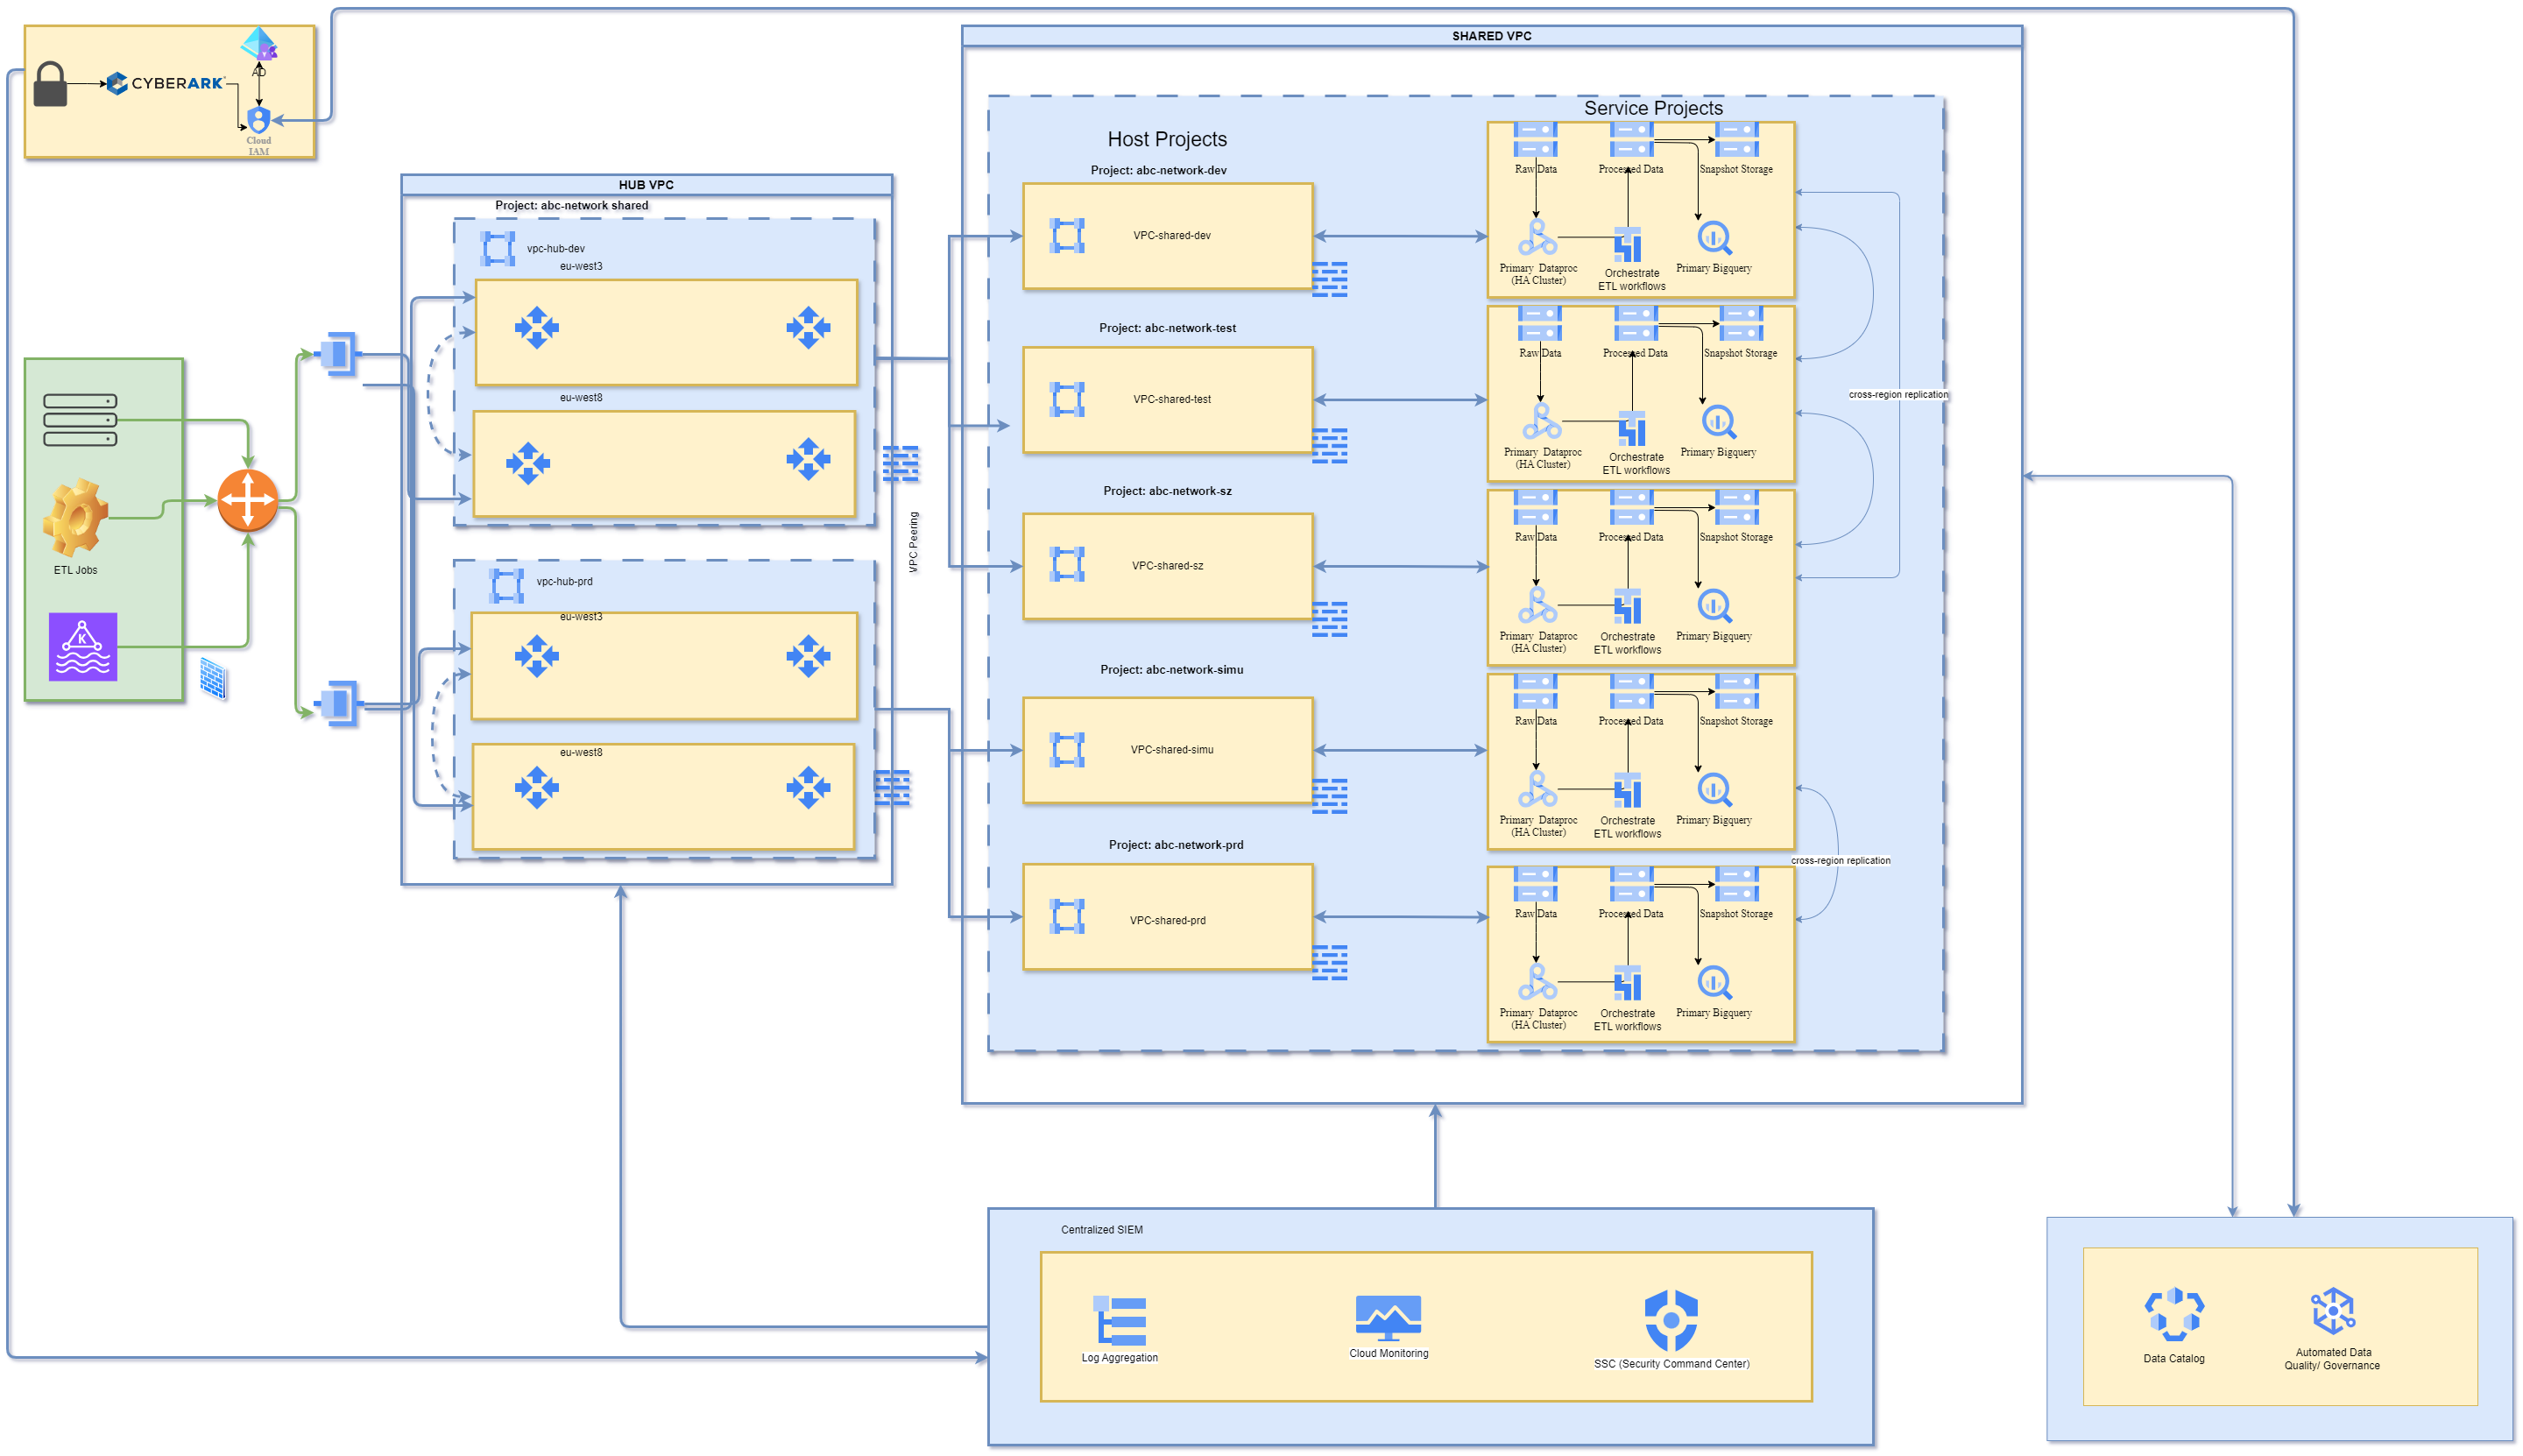 SHARED VPC
AD
CYBERARK
Cloud
IAM
Service Projects
Host Projects
Project: abc-network-dev
VPC-shared-dev
Raw Data
Processed Data
Snapshot Storage
Primary Dataproc
(HA Cluster)
Orchestrate
ETL workflows
Primary Bigquery
HUB VPC
Project: abc-network shared
vpc-hub-dev
eu-west3
eu-west8
Project: abc-network-test
VPC-shared-test
Raw Data
Processed Data
Snapshot Storage
Primary Dataproc
(HA Cluster)
Orchestrate
ETL workflows
Primary Bigquery
cross-region replication
ETL Jobs
K
VPC Peering
vpc-hub-prd
eu-west3
eu-west8
Project: abc-network-sz
VPC-shared-sz
Raw Data
Processed Data
Snapshot Storage
Primary Dataproc
(HA Cluster)
Orchestrate
ETL workflows
Primary Bigquery
Project: abc-network-simu
VPC-shared-simu
Raw Data
Processed Data
Snapshot Storage
Primary Dataproc
(HA Cluster)
Orchestrate
ETL workflows
Primary Bigquery
cross-region replication
Project: abc-network-prd
VPC-shared-prd
Raw Data
Processed Data
Snapshot Storage
Primary Dataproc
(HA Cluster)
Orchestrate
ETL workflows
Primary Bigquery
Centralized SIEM
Log Aggregation
Cloud Monitoring
SSC (Security Command Center)
Data Catalog
Automated Data
Quality/ Governance